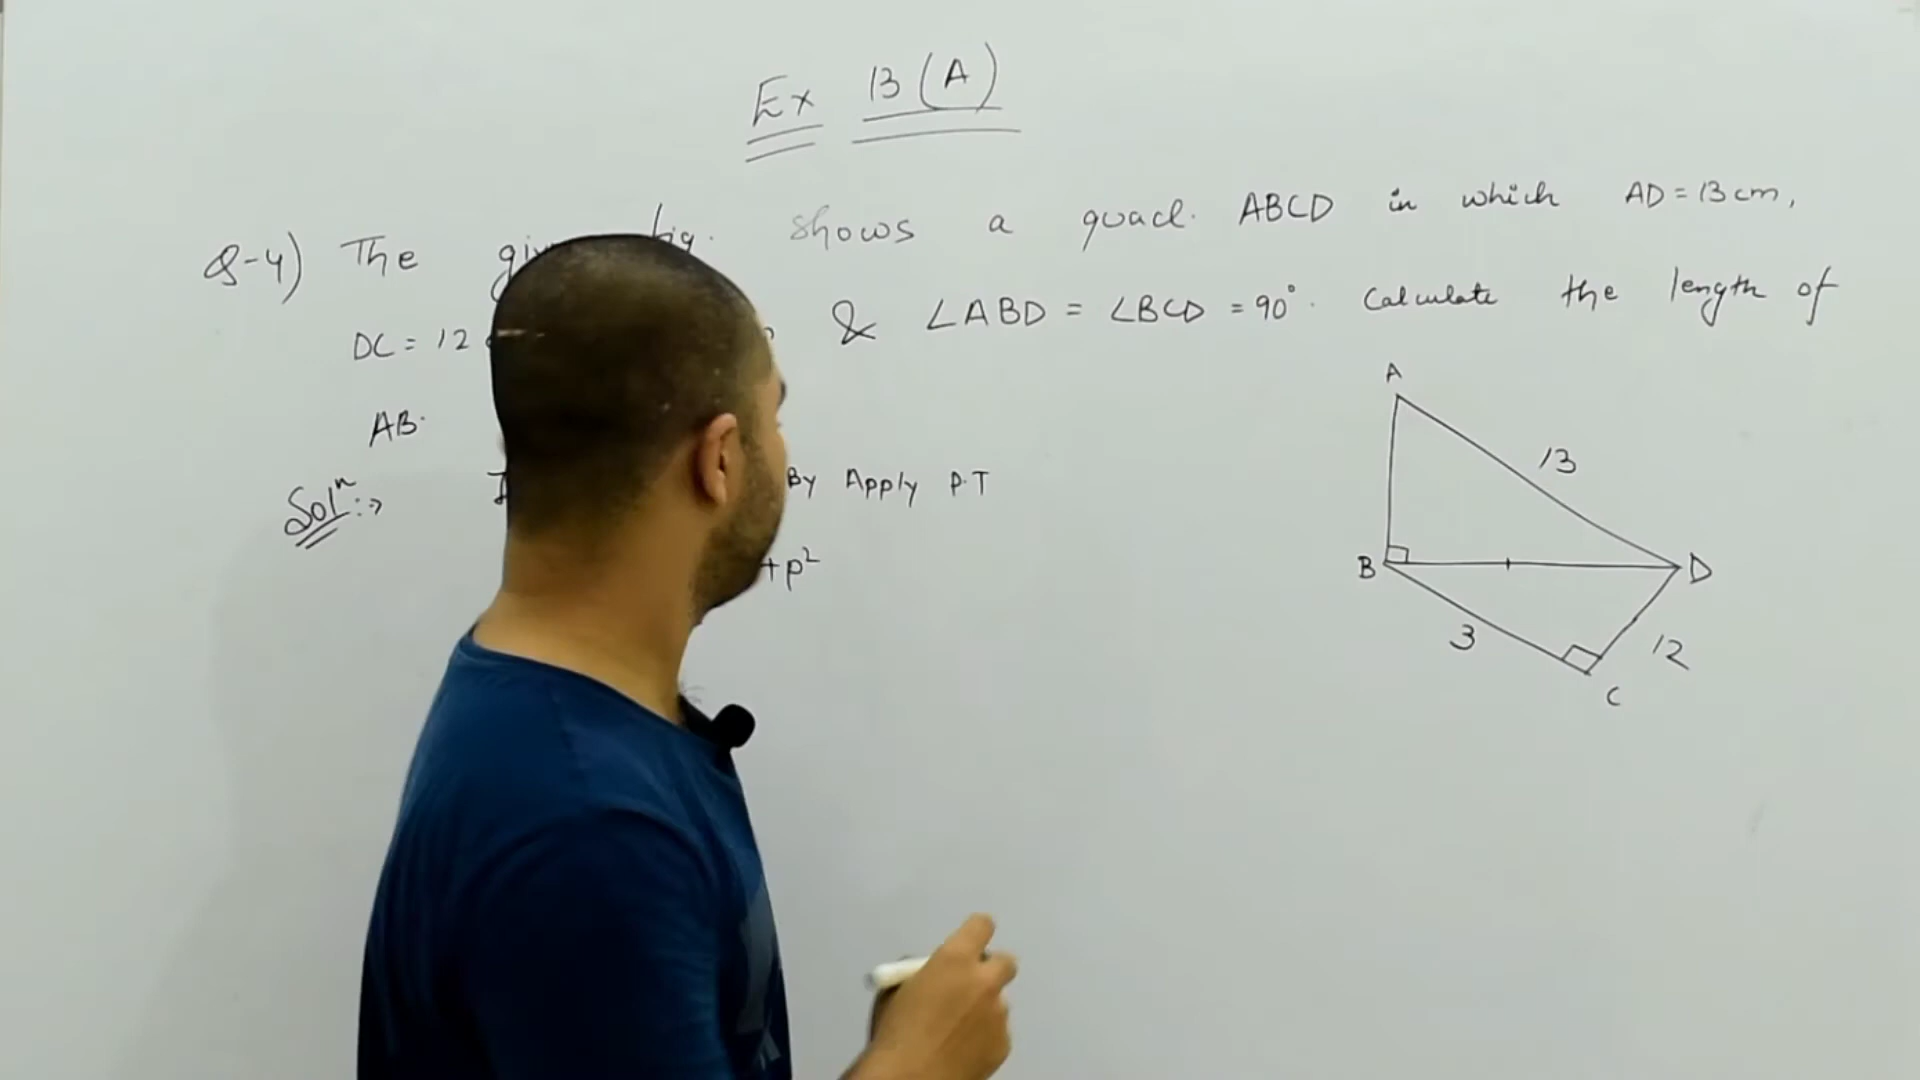 Ex 13(A)
Q-4) The shows a quad. ABCD in which AD = 13 cm,
DC = 12 & ∠ABD = ∠BCD = 90°. Calculate the length of
AB.
Solⁿ:→ By Apply P.T
+p²
A
13
B
D
3
12
C